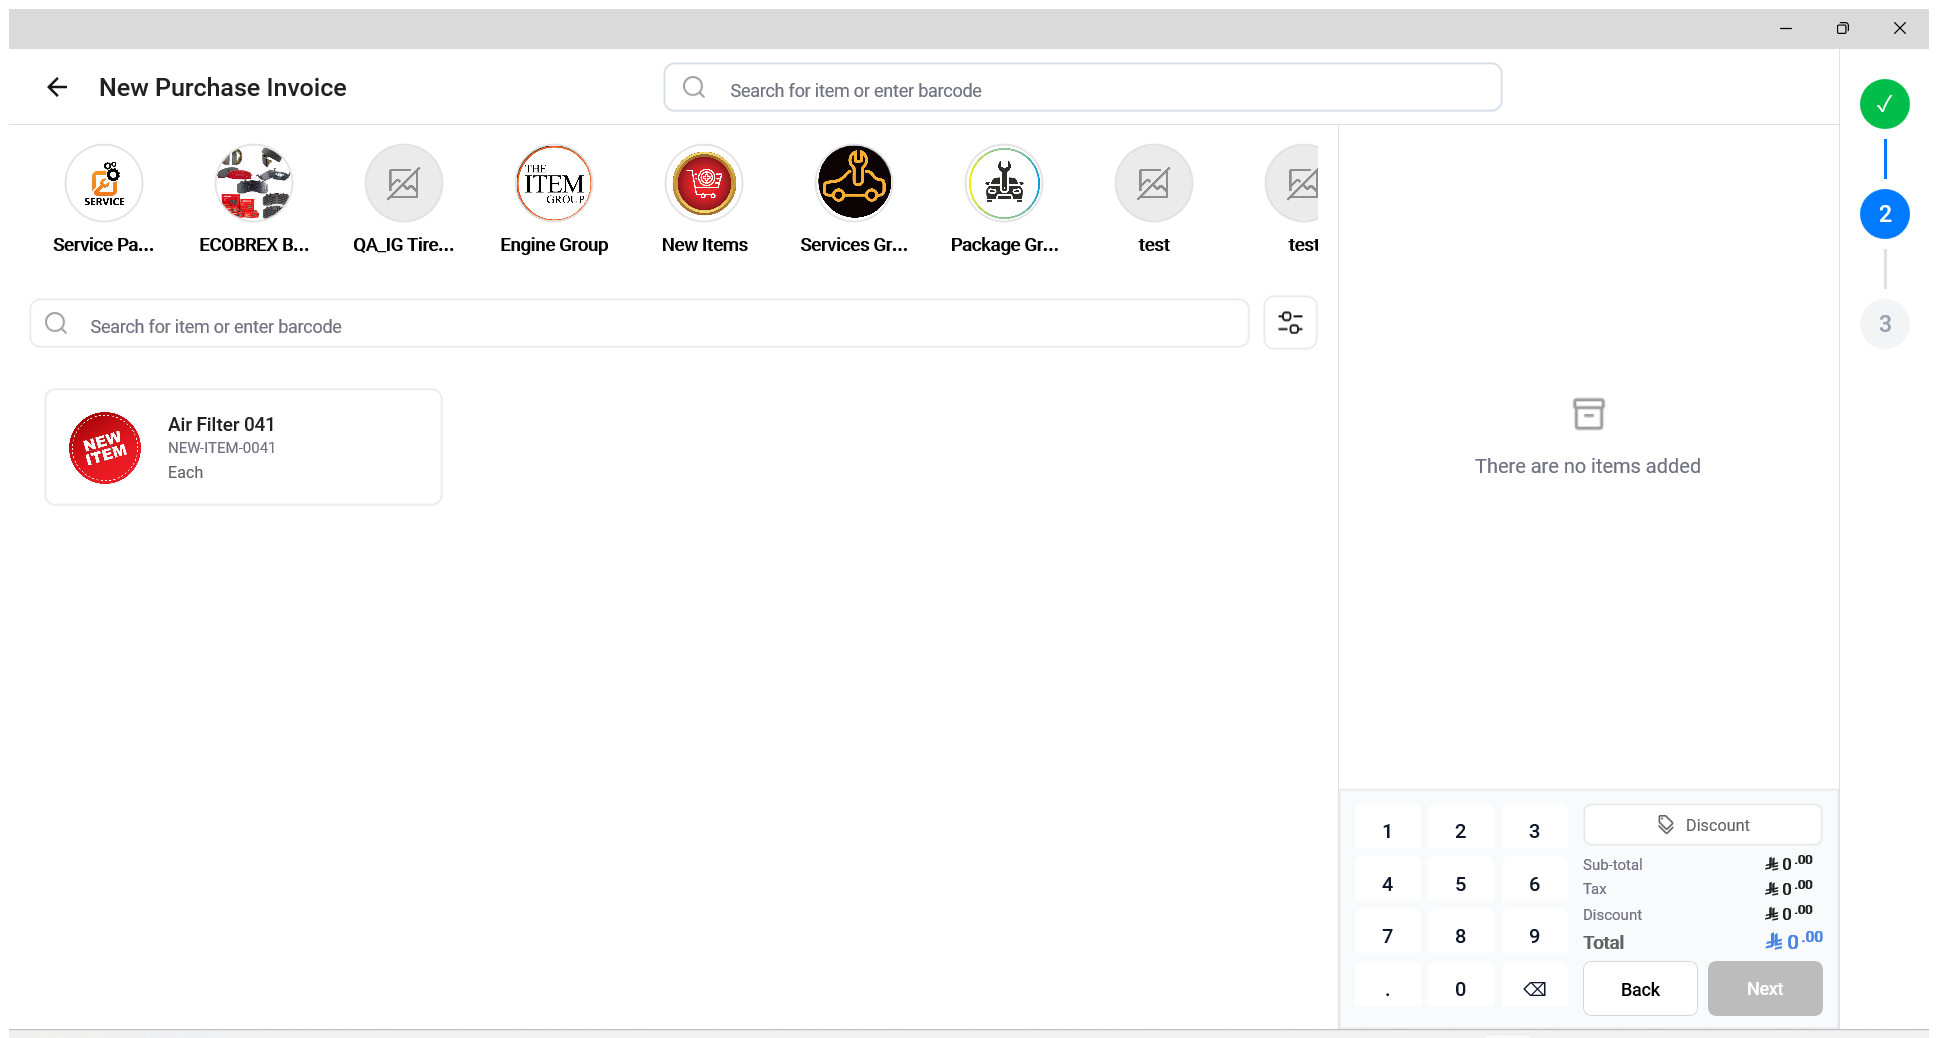 New Purchase Invoice
Search for item or enter barcode
✓
2
3
SERVICE
THE
ITEM
GROUP
Service Pa...
ECOBREX B...
QA_IG Tire...
Engine Group
New Items
Services Gr...
Package Gr...
test
test
Search for item or enter barcode
NEW
ITEM
Air Filter 041
NEW-ITEM-0041
Each
There are no items added
1 2 3
4 5 6
7 8 9
. 0 ⌫
Discount
Sub-total 0.00
Tax 0.00
Discount 0.00
Total 0.00
Back
Next